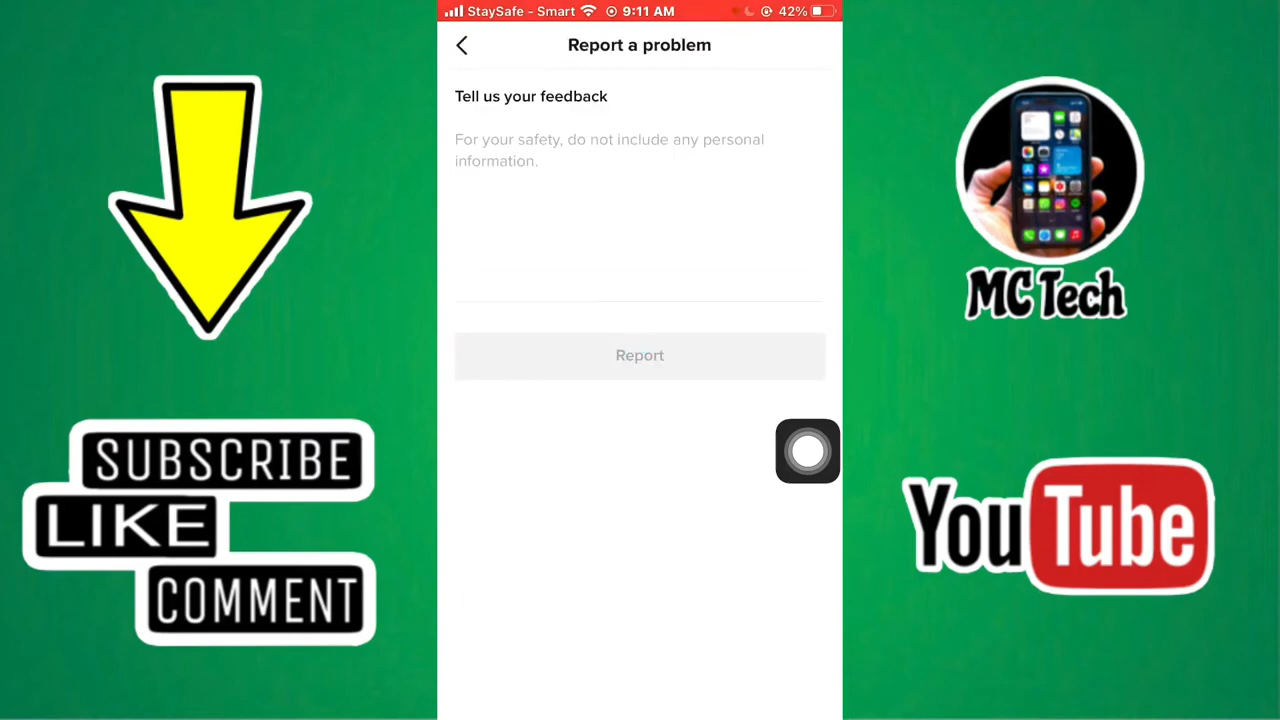 StaySafe - Smart 9:11 AM 42%
Report a problem
Tell us your feedback
For your safety, do not include any personal
information.
Report
SUBSCRIBE
LIKE
COMMENT
MC Tech
YouTube